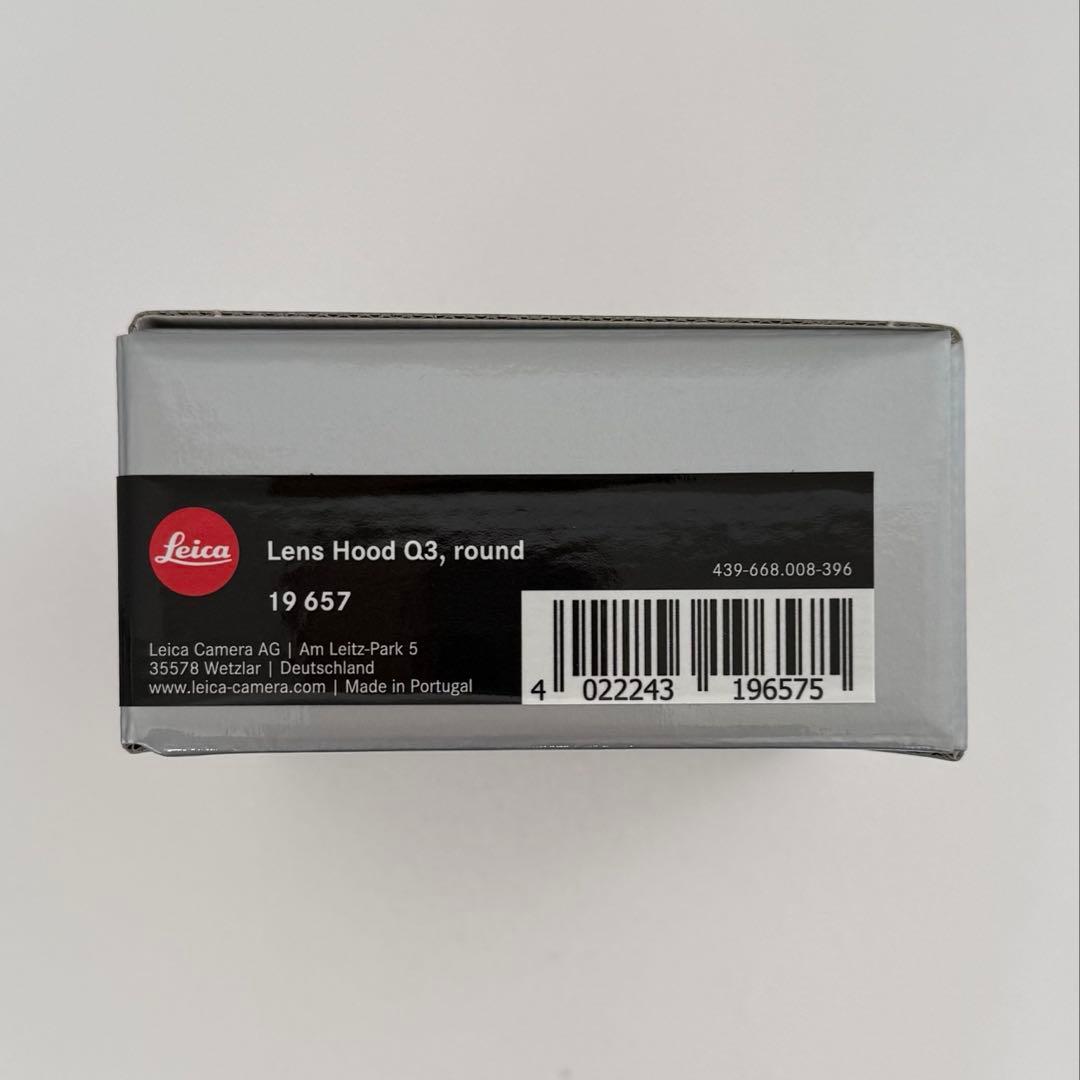 Leica
Lens Hood Q3, round
439-668.008-396
19 657
Leica Camera AG | Am Leitz-Park 5
35578 Wetzlar | Deutschland
www.leica-camera.com | Made in Portugal
4 022243 196575